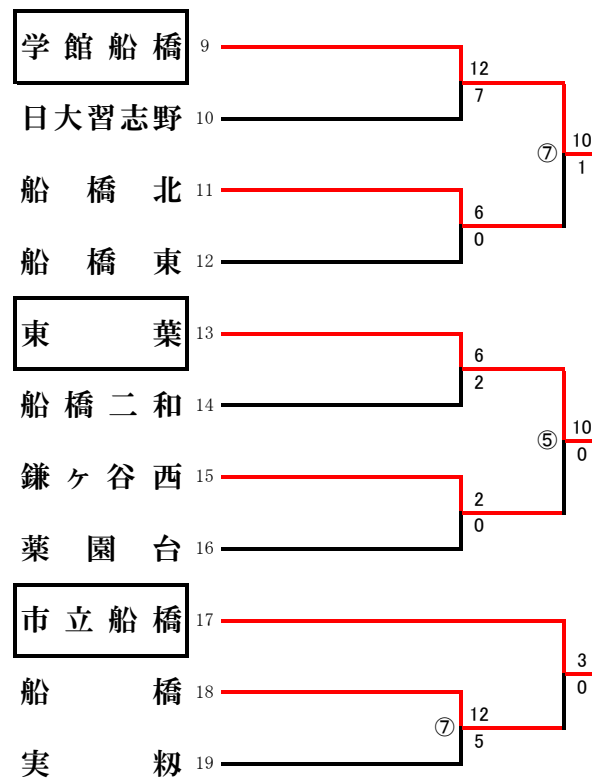 学館船橋 9
12
日大習志野 10
7
⑦ 10
1
船橋北 11
6
船橋東 12
0
東葉 13
6
船橋二和 14
2
⑤ 10
0
鎌ヶ谷西 15
2
薬園台 16
0
市立船橋 17
3
0
船橋 18
⑦ 12
5
実籾 19